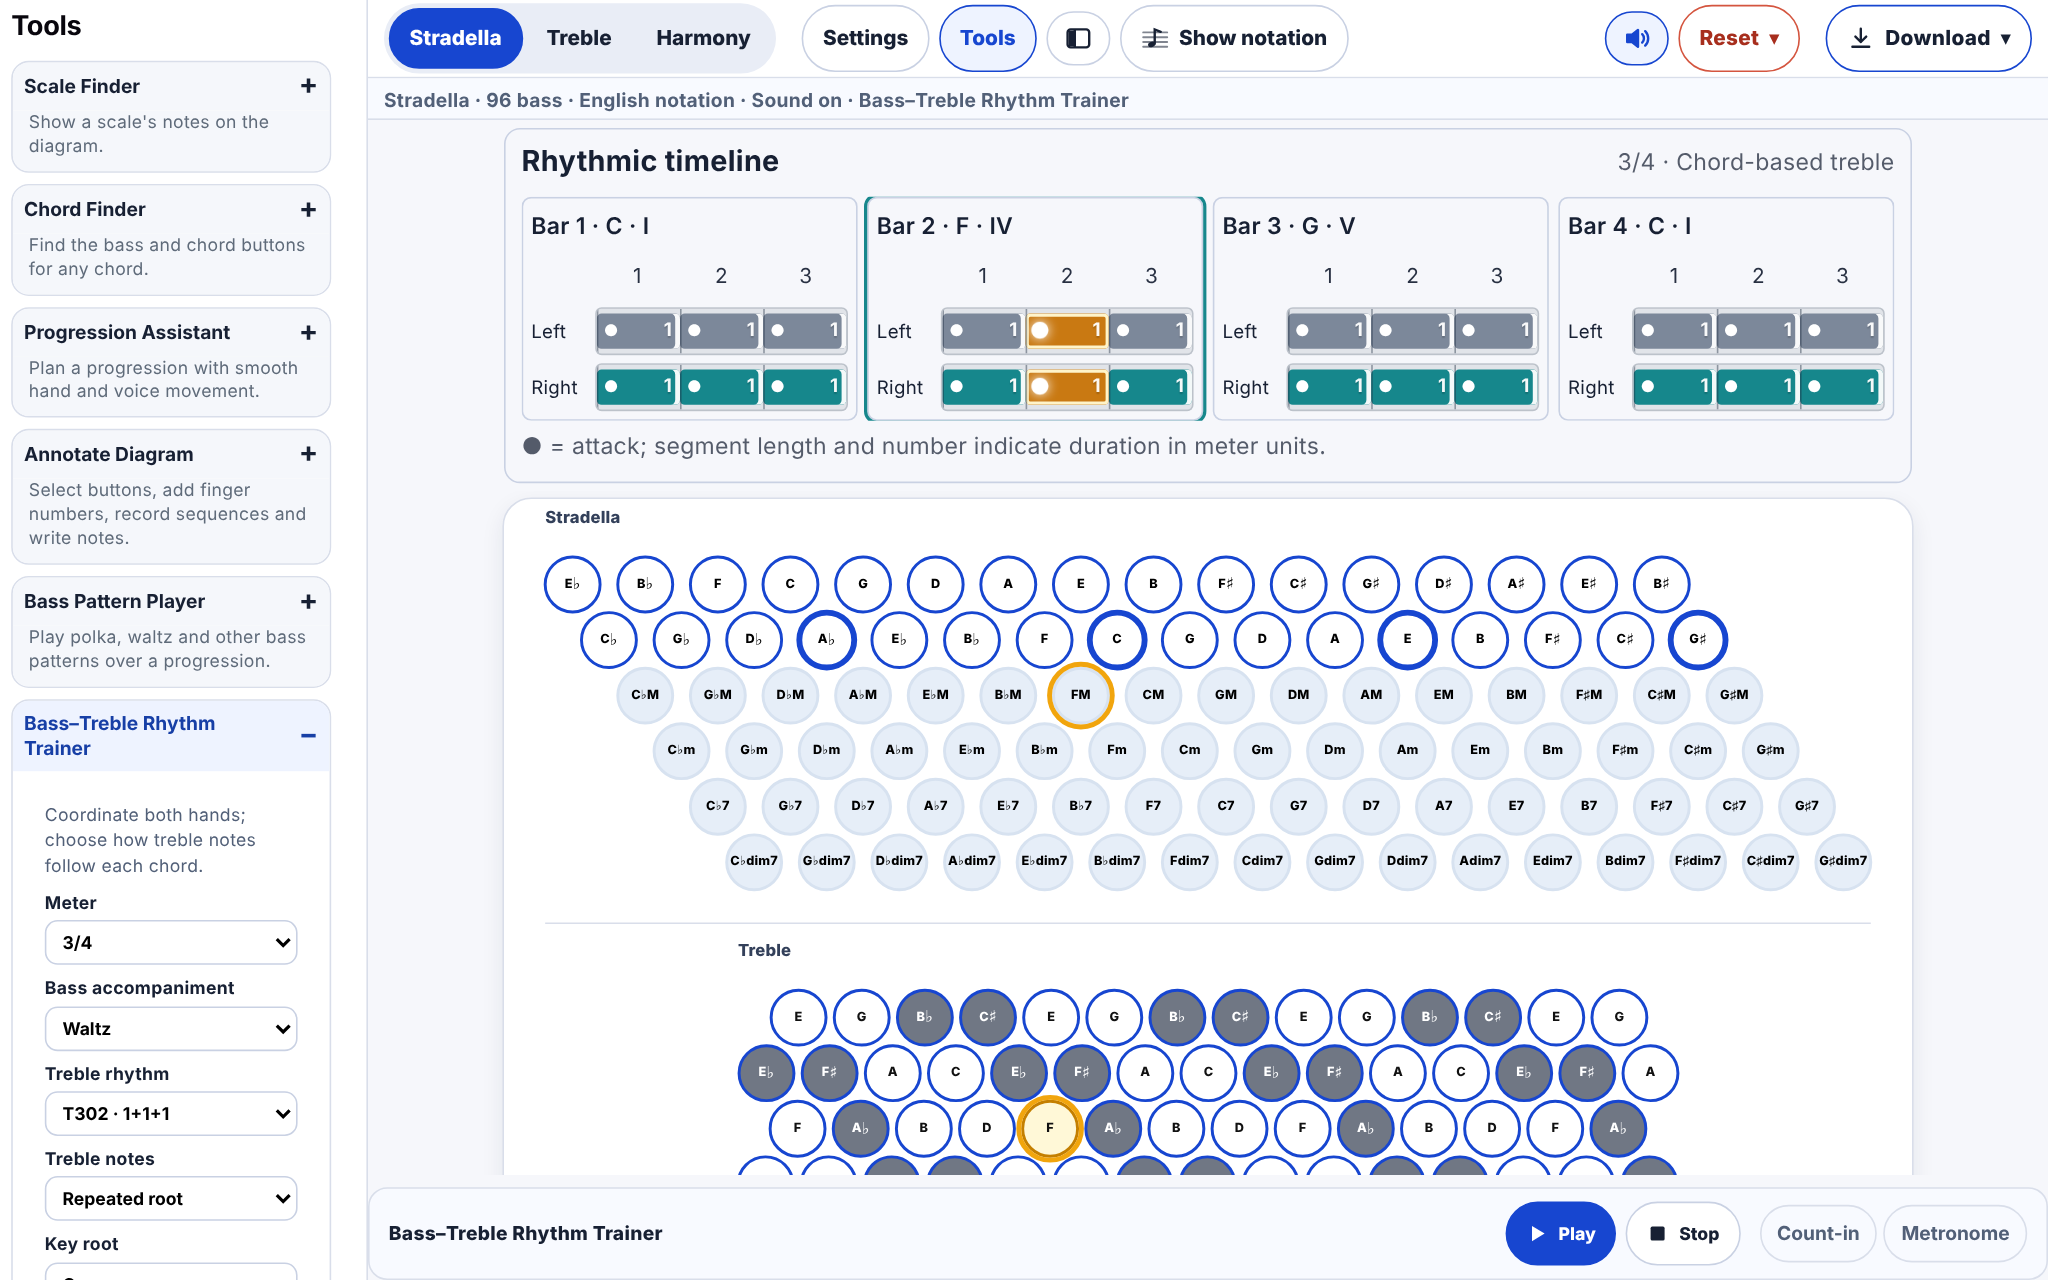 Tools
Scale Finder +
Show a scale's notes on the
diagram.
Chord Finder +
Find the bass and chord buttons
for any chord.
Progression Assistant +
Plan a progression with smooth
hand and voice movement.
Annotate Diagram +
Select buttons, add finger
numbers, record sequences and
write notes.
Bass Pattern Player +
Play polka, waltz and other bass
patterns over a progression.
Bass–Treble Rhythm
Trainer −
Coordinate both hands;
choose how treble notes
follow each chord.
Meter
3/4
Bass accompaniment
Waltz
Treble rhythm
T302 · 1+1+1
Treble notes
Repeated root
Key root
Stradella Treble Harmony Settings Tools Show notation Reset ▾ Download ▾
Stradella · 96 bass · English notation · Sound on · Bass–Treble Rhythm Trainer
Rhythmic timeline 3/4 · Chord-based treble
Bar 1 · C · I Bar 2 · F · IV Bar 3 · G · V Bar 4 · C · I
1 2 3 1 2 3 1 2 3 1 2 3
Left 1 1 1 Left 1 1 1 Left 1 1 1 Left 1 1 1
Right 1 1 1 Right 1 1 1 Right 1 1 1 Right 1 1 1
● = attack; segment length and number indicate duration in meter units.
Stradella
E♭ B♭ F C G D A E B F♯ C♯ G♯ D♯ A♯ E♯ B♯
C♭ G♭ D♭ A♭ E♭ B♭ F C G D A E B F♯ C♯ G♯
C♭M G♭M D♭M A♭M E♭M B♭M FM CM GM DM AM EM BM F♯M C♯M G♯M
C♭m G♭m D♭m A♭m E♭m B♭m Fm Cm Gm Dm Am Em Bm F♯m C♯m G♯m
C♭7 G♭7 D♭7 A♭7 E♭7 B♭7 F7 C7 G7 D7 A7 E7 B7 F♯7 C♯7 G♯7
C♭dim7 G♭dim7 D♭dim7 A♭dim7 E♭dim7 B♭dim7 Fdim7 Cdim7 Gdim7 Ddim7 Adim7 Edim7 Bdim7 F♯dim7 C♯dim7 G♯dim7
Treble
E G B♭ C♯ E G B♭ C♯ E G B♭ C♯ E G
E♭ F♯ A C E♭ F♯ A C E♭ F♯ A C E♭ F♯ A
F A♭ B D F A♭ B D F A♭ B D F A♭
Bass–Treble Rhythm Trainer Play Stop Count-in Metronome